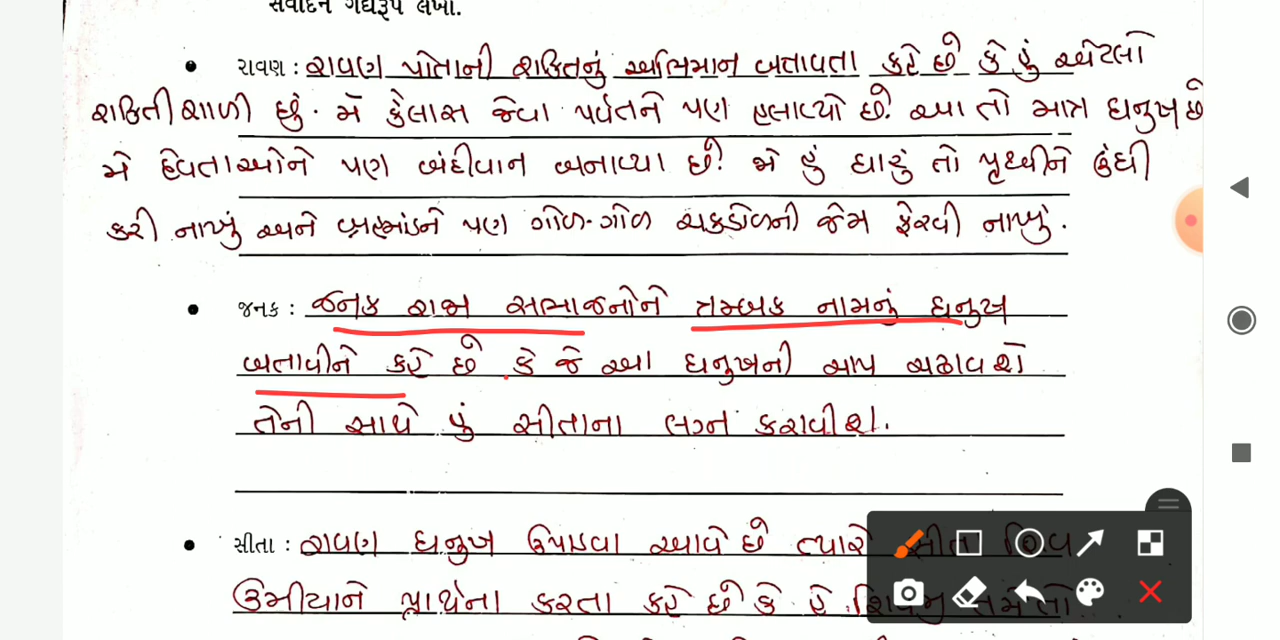 સંવાદને ગદ્યરૂપ લખો.
રાવણ : રાવણ પોતાની શક્તિનું અભિમાન બતાવતા કહે છે કે હું એટલો
શક્તિશાળી છું. મેં કૈલાસ જેવા પર્વતને પણ હલાવ્યો છે. આ તો માત્ર ધનુષ છે
મે દેવતાઓને પણ બંદીવાન બનાવ્યા છે. જો હું ધારું તો પૃથ્વીને ઉંધી
કરી નાખું અને બ્રહ્માંડને પણ ગોળ-ગોળ ચકડોળની જેમ ફેરવી નાખું.
જનક : જનક રાજા સભાજનોને ત્રમ્બક નામનું ધનુષ
બતાવીને કહે છે કે જે આ ધનુષની ચાપ ચઢાવશે
તેની સાથે હું સીતાના લગ્ન કરાવીશ.
સીતા : રાવણ ધનુષ ઉપાડવા આવે છે ત્યારે
ઉમીયાને પ્રાર્થના કરતા કહે છે કે હે